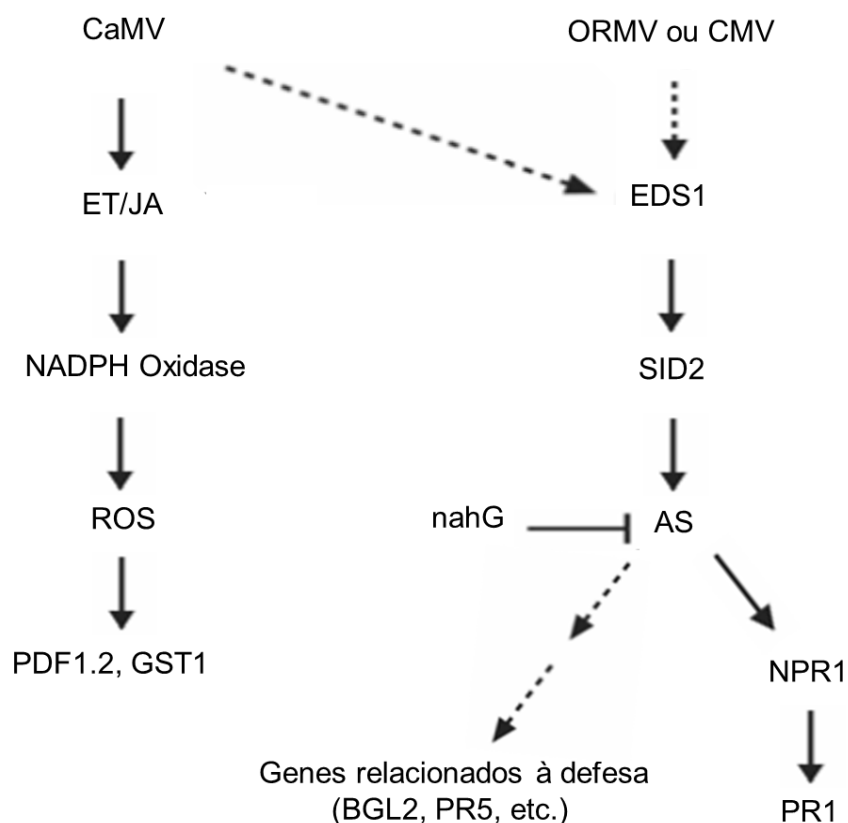 CaMV
ORMV ou CMV
ET/JA
EDS1
NADPH Oxidase
SID2
ROS
nahG
AS
PDF1.2, GST1
NPR1
Genes relacionados à defesa
(BGL2, PR5, etc.)
PR1